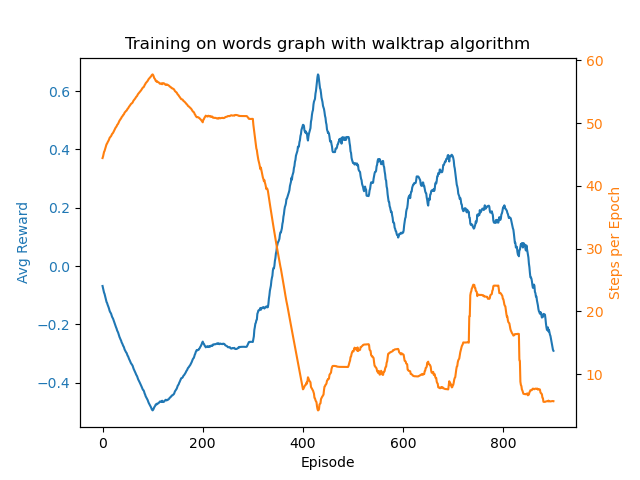 Training on words graph with walktrap algorithm
Avg Reward
0.6
0.4
0.2
0.0
−0.2
−0.4
0 200 400 600 800
Episode
60
50
40
30
20
10
Steps per Epoch